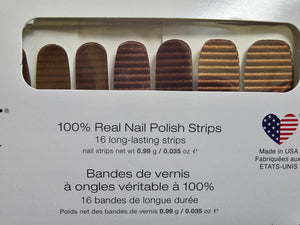 100% Real Nail Polish Strips
16 long-lasting strips
nail strips net wt 0.99 g / 0.035 oz ℮
Made in USA
Fabriquées aux
ÉTATS-UNIS
Bandes de vernis
à ongles véritable à 100%
16 bandes de longue durée
Poids net des bandes de vernis 0.99 g / 0.035 oz ℮